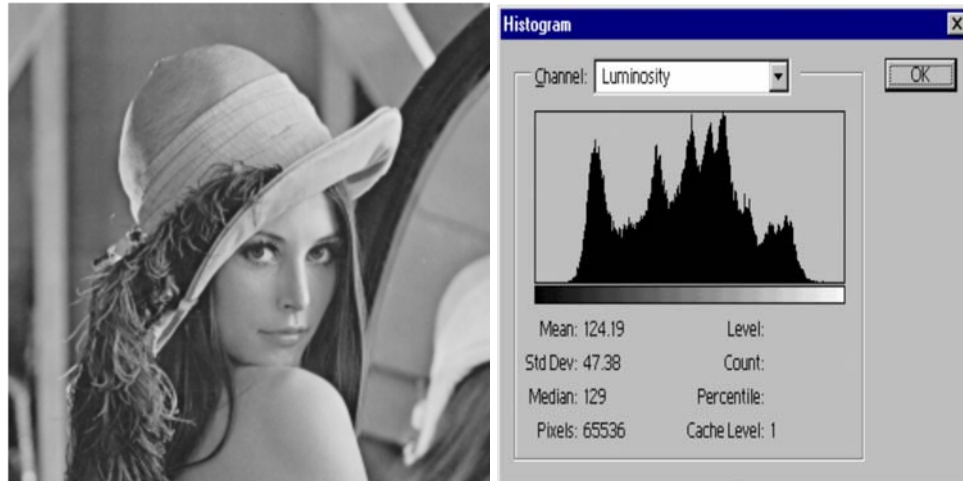 Histogram
Channel: Luminosity
OK
Mean: 124.19 Level:
Std Dev: 47.38 Count:
Median: 129 Percentile:
Pixels: 65536 Cache Level: 1